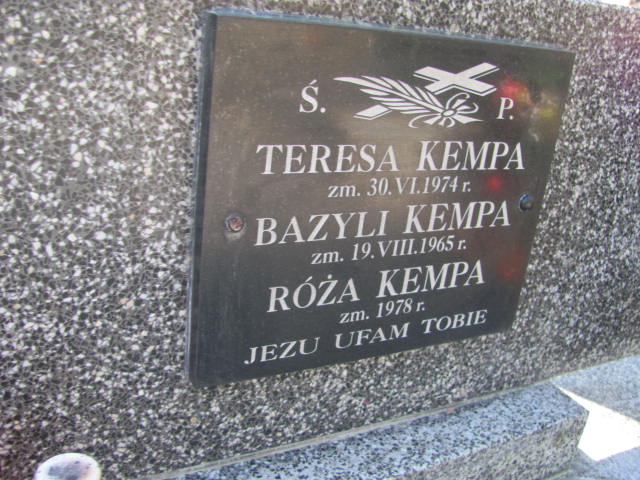 Ś. P.
TERESA KEMPA
zm. 30.VI.1974 r.
BAZYLI KEMPA
zm. 19.VIII.1965 r.
RÓŻA KEMPA
zm. 1978 r.
JEZU UFAM TOBIE